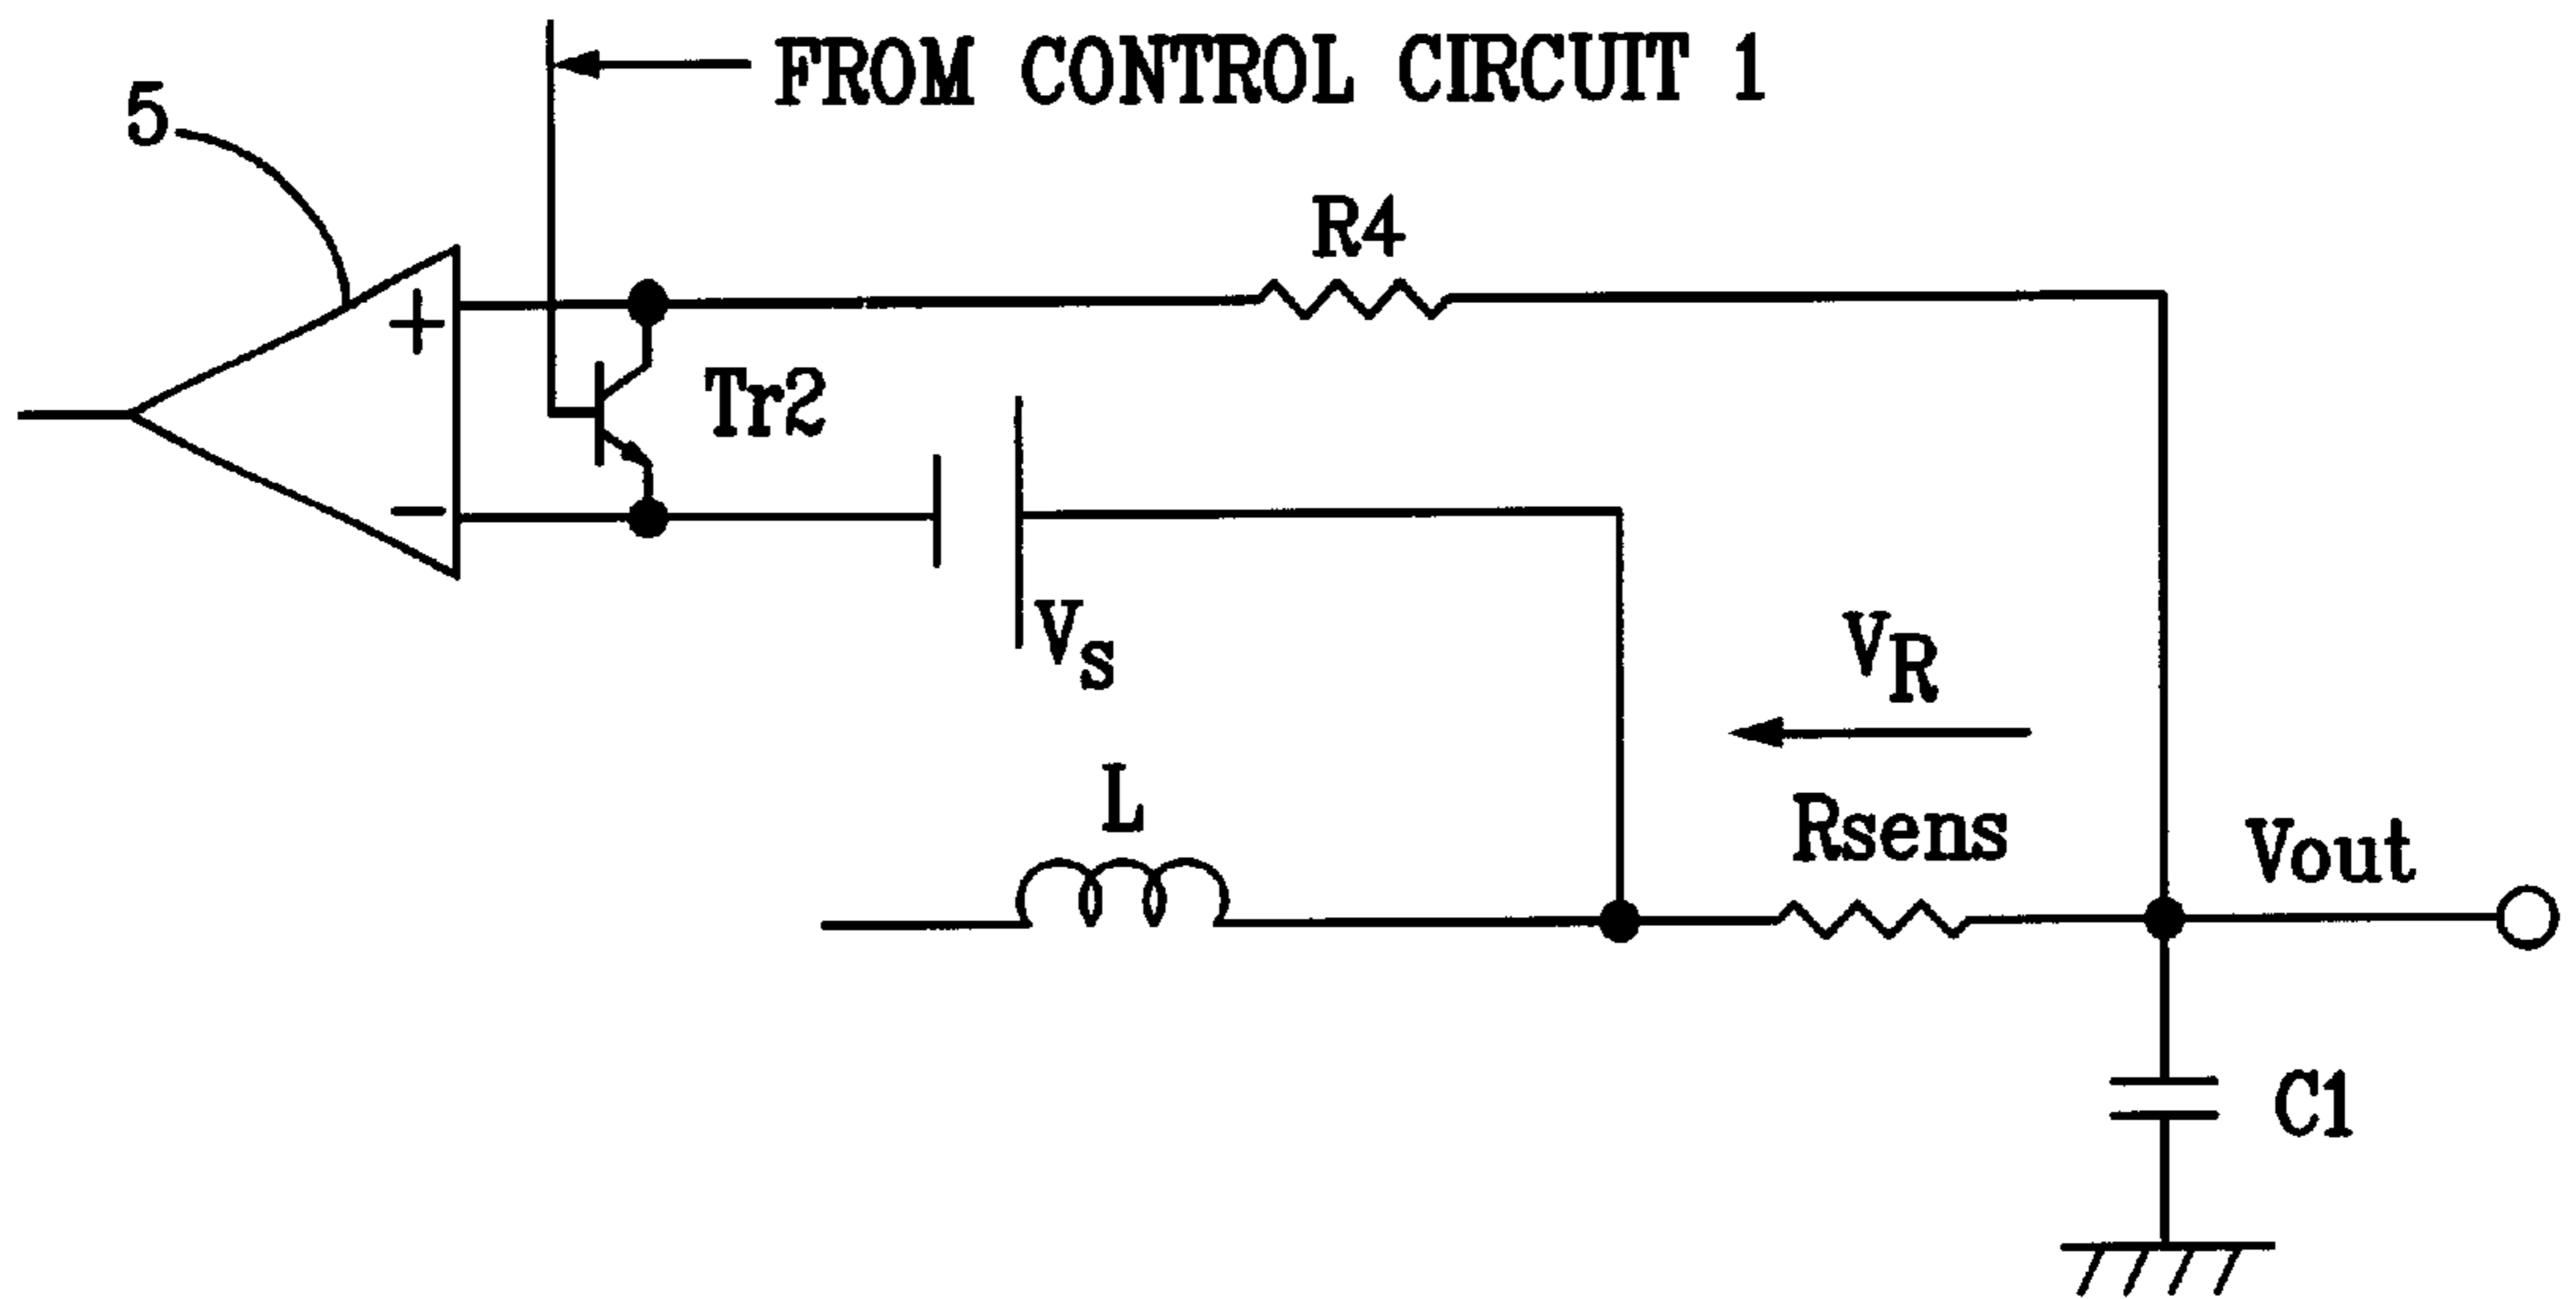 FROM CONTROL CIRCUIT 1
5
R4
+
Tr2
−
Vs
VR
L
Rsens
Vout
C1